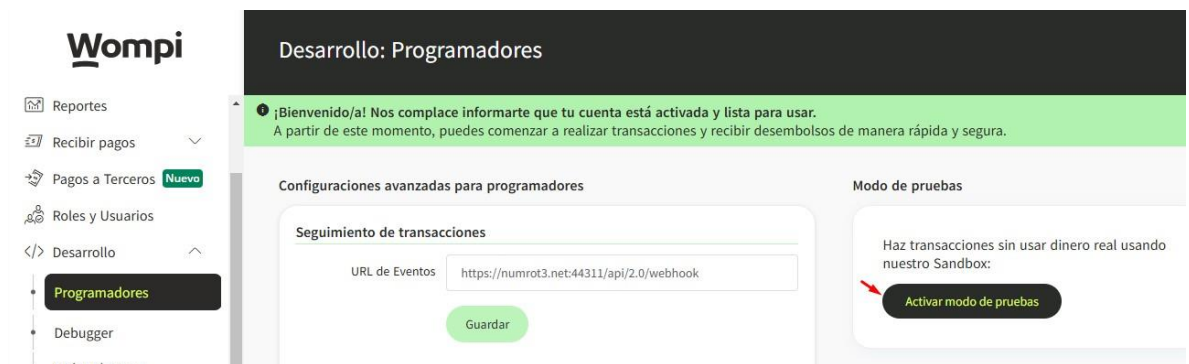 Wompi
Reportes
Recibir pagos
Pagos a Terceros Nuevo
Roles y Usuarios
</> Desarrollo
Programadores
Debugger
Desarrollo: Programadores
¡Bienvenido/a! Nos complace informarte que tu cuenta está activada y lista para usar.
A partir de este momento, puedes comenzar a realizar transacciones y recibir desembolsos de manera rápida y segura.
Configuraciones avanzadas para programadores
Seguimiento de transacciones
URL de Eventos https://numrot3.net:44311/api/2.0/webhook
Guardar
Modo de pruebas
Haz transacciones sin usar dinero real usando
nuestro Sandbox:
Activar modo de pruebas